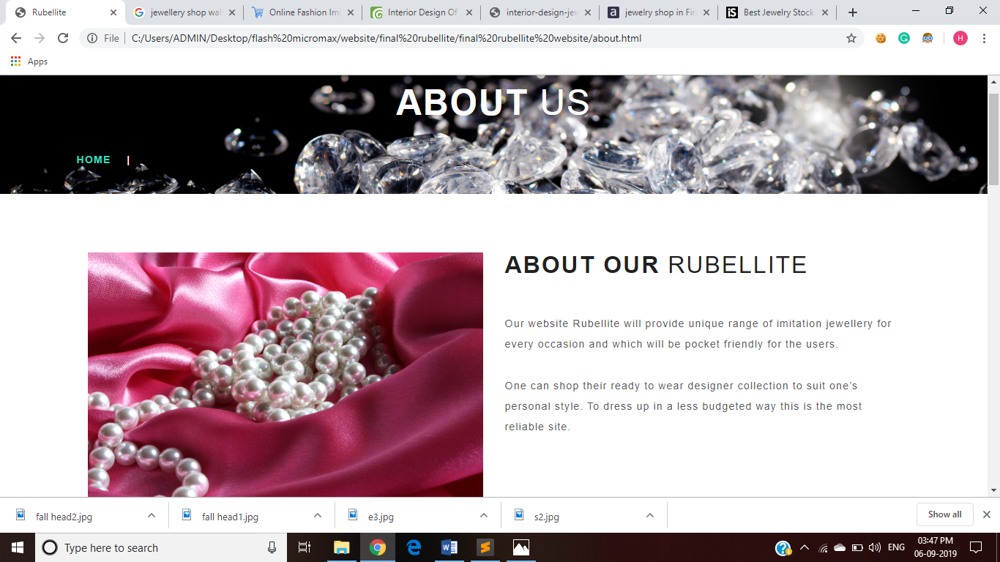 Rubellite
jewellery shop wal
Online Fashion Imi
Interior Design Of
interior-design-jew
jewelry shop in Fir
Best Jewelry Stock
File
C:/Users/ADMIN/Desktop/flash%20micromax/website/final%20rubellite/final%20rubellite%20website/about.html
H
Apps
ABOUT US
HOME |
ABOUT OUR RUBELLITE
Our website Rubellite will provide unique range of imitation jewellery for
every occasion and which will be pocket friendly for the users.
One can shop their ready to wear designer collection to suit one’s
personal style. To dress up in a less budgeted way this is the most
reliable site.
fall head2.jpg
fall head1.jpg
e3.jpg
s2.jpg
Show all
Type here to search
ENG
03:47 PM
06-09-2019